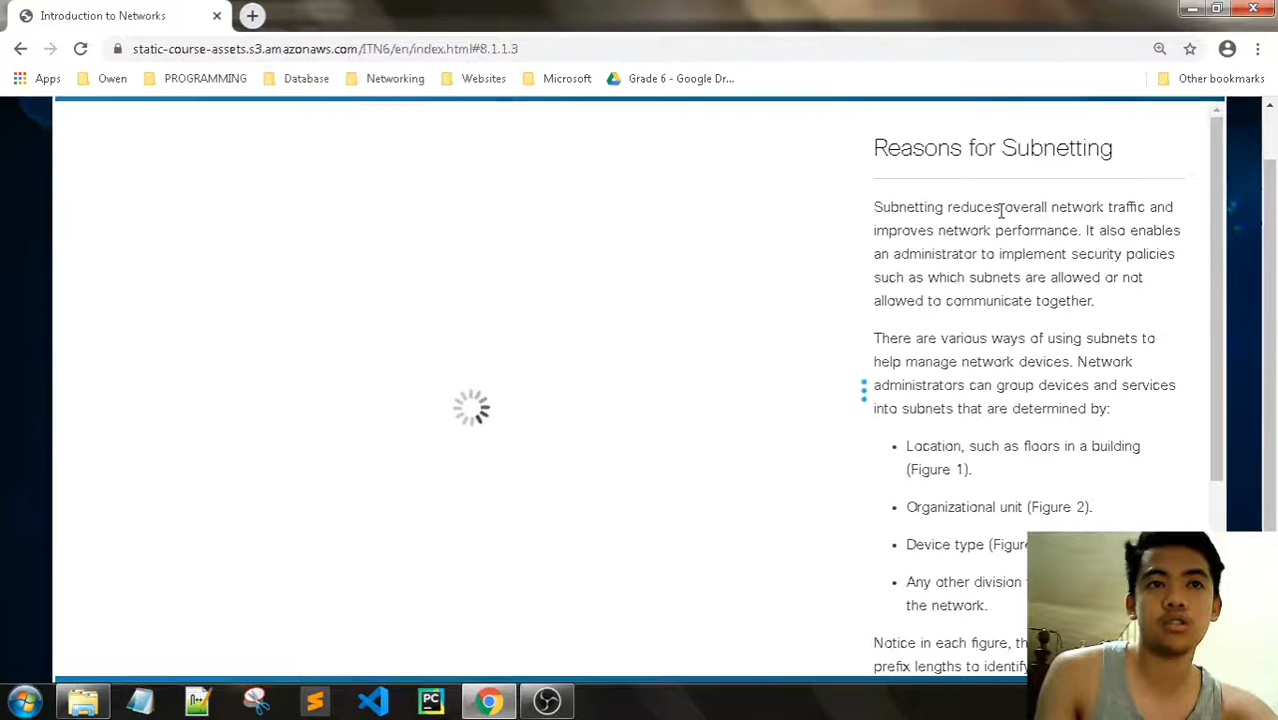 Introduction to Networks
static-course-assets.s3.amazonaws.com/ITN6/en/index.html#8.1.1.3
Apps Owen PROGRAMMING Database Networking Websites Microsoft Grade 6 - Google Dr... Other bookmarks
Reasons for Subnetting
Subnetting reduces overall network traffic and
improves network performance. It also enables
an administrator to implement security policies
such as which subnets are allowed or not
allowed to communicate together.
There are various ways of using subnets to
help manage network devices. Network
administrators can group devices and services
into subnets that are determined by:
• Location, such as floors in a building
(Figure 1).
• Organizational unit (Figure 2).
• Device type (Figure
• Any other division
the network.
Notice in each figure, th
prefix lengths to identify
PC